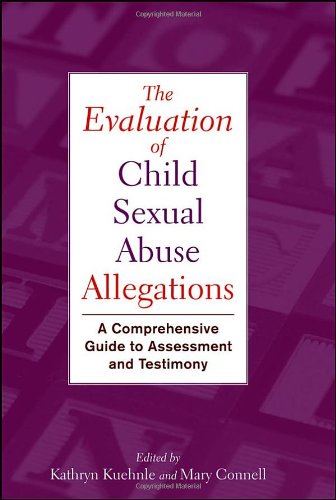 The
Evaluation
of
Child
Sexual
Abuse
Allegations
A Comprehensive
Guide to Assessment
and Testimony
Edited by
Kathryn Kuehnle and Mary Connell